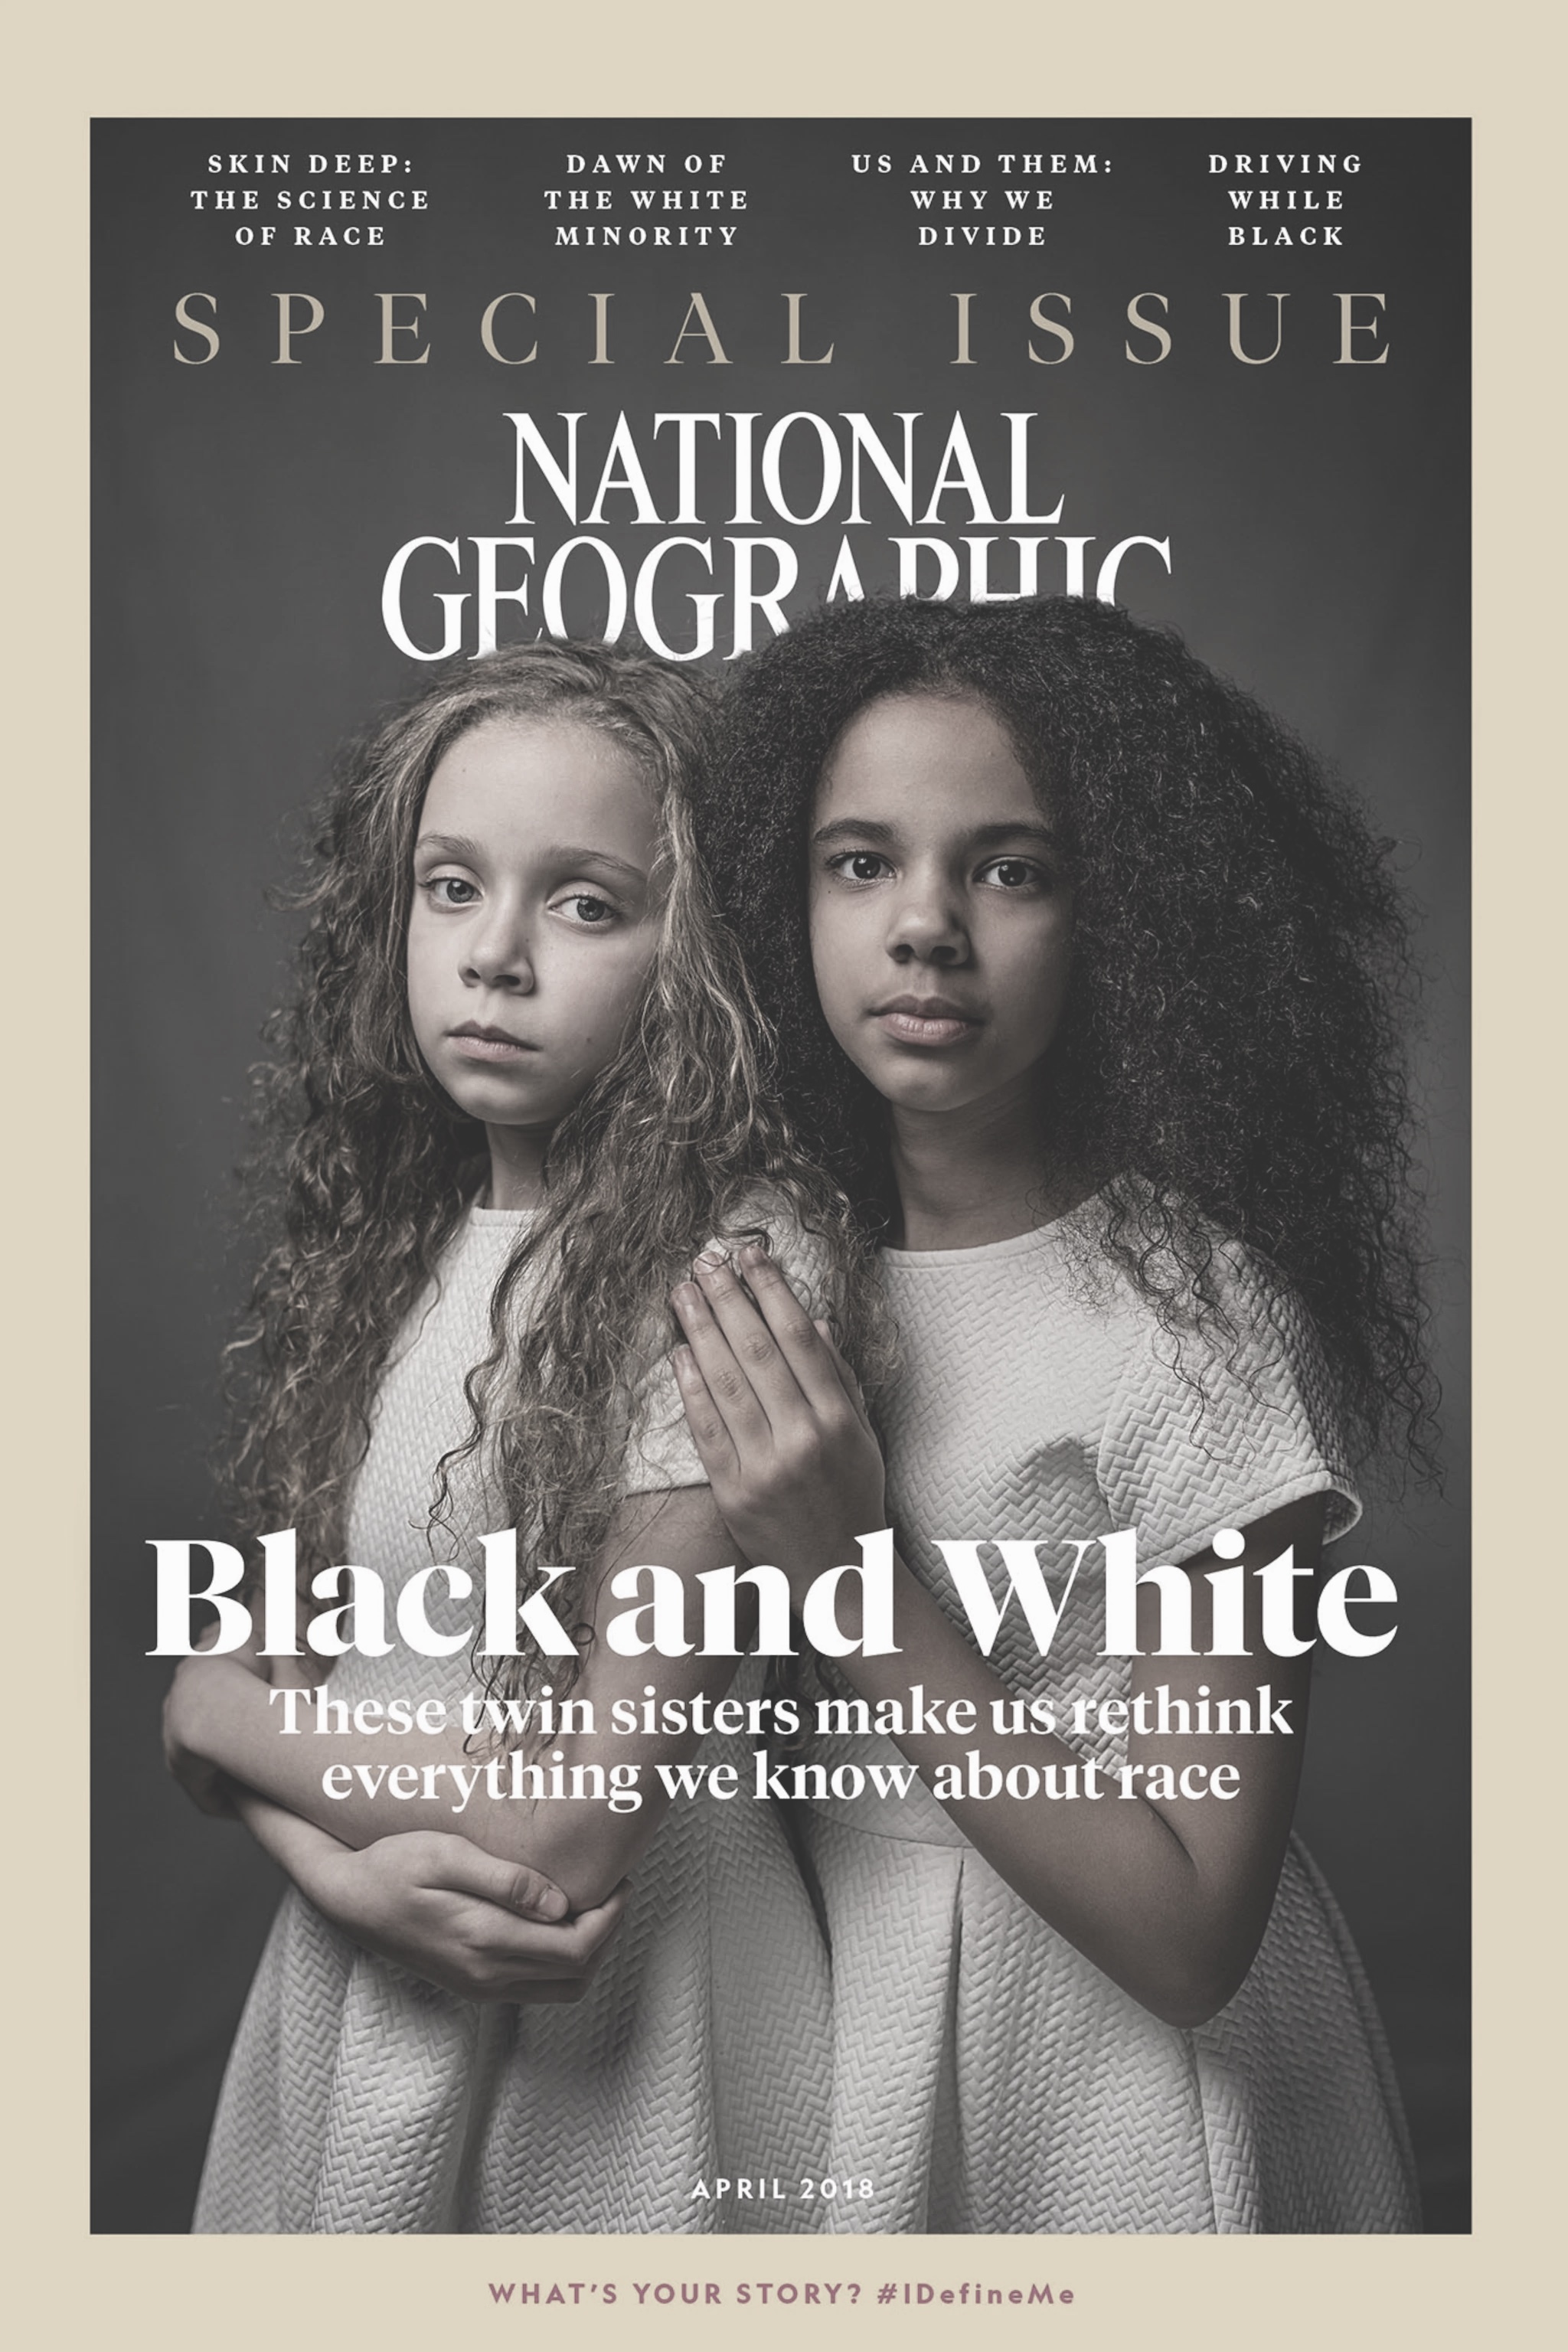 SKIN DEEP:
THE SCIENCE
OF RACE
DAWN OF
THE WHITE
MINORITY
US AND THEM:
WHY WE
DIVIDE
DRIVING
WHILE
BLACK
SPECIAL ISSUE
NATIONAL
GEOGRAPHIC
Black and White
These twin sisters make us rethink
everything we know about race
APRIL 2018
WHAT'S YOUR STORY? #IDefineMe